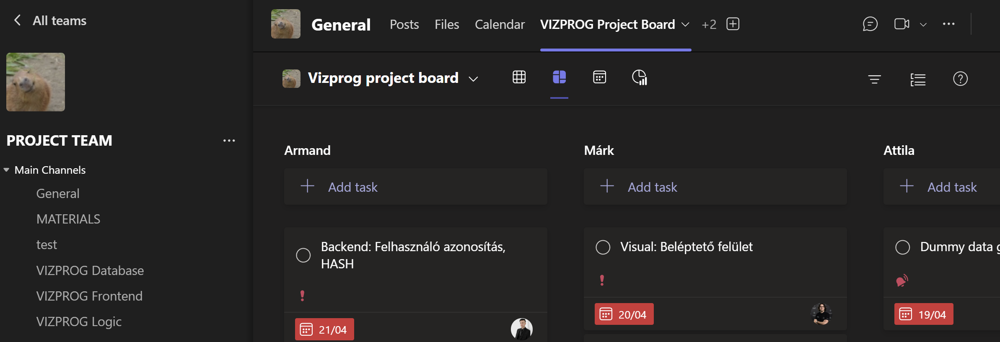 All teams
PROJECT TEAM
Main Channels
General
MATERIALS
test
VIZPROG Database
VIZPROG Frontend
VIZPROG Logic
General Posts Files Calendar VIZPROG Project Board +2
Vizprog project board
Armand
Add task
Backend: Felhasználó azonosítás,
HASH
21/04
Márk
Add task
Visual: Beléptető felület
20/04
Attila
Add task
Dummy data
19/04